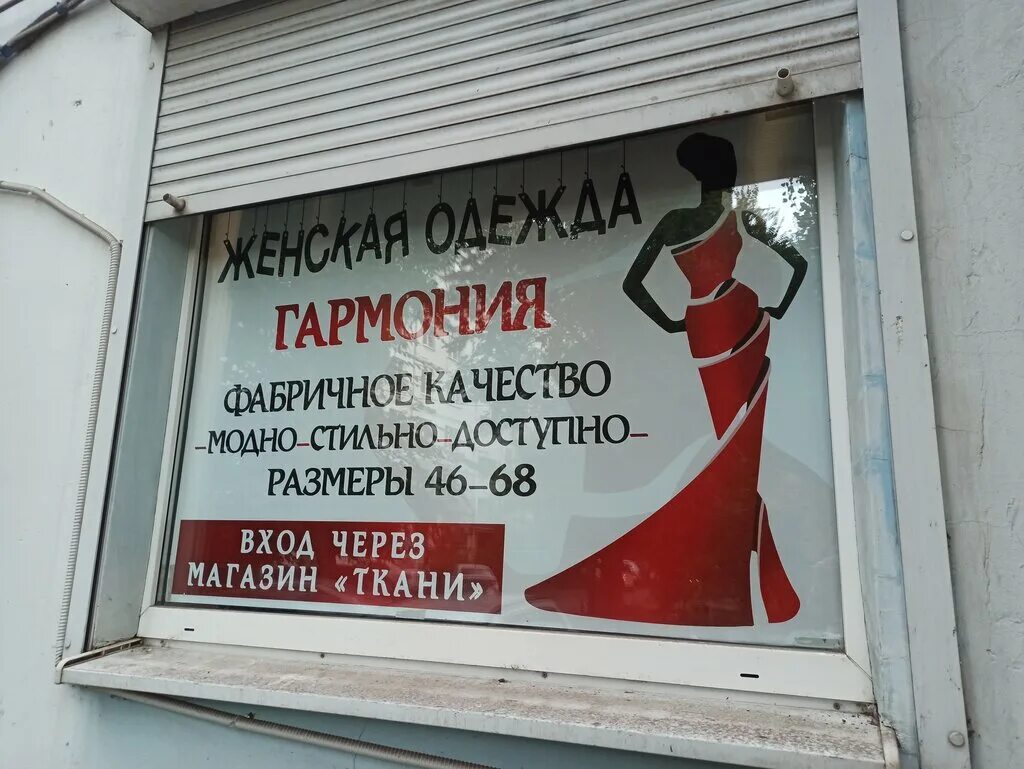 ЖЕНСКАЯ ОДЕЖДА
ГАРМОНИЯ
ФАБРИЧНОЕ КАЧЕСТВО
-МОДНО-СТИЛЬНО-ДОСТУПНО-
РАЗМЕРЫ 46-68
ВХОД ЧЕРЕЗ
МАГАЗИН «ТКАНИ»